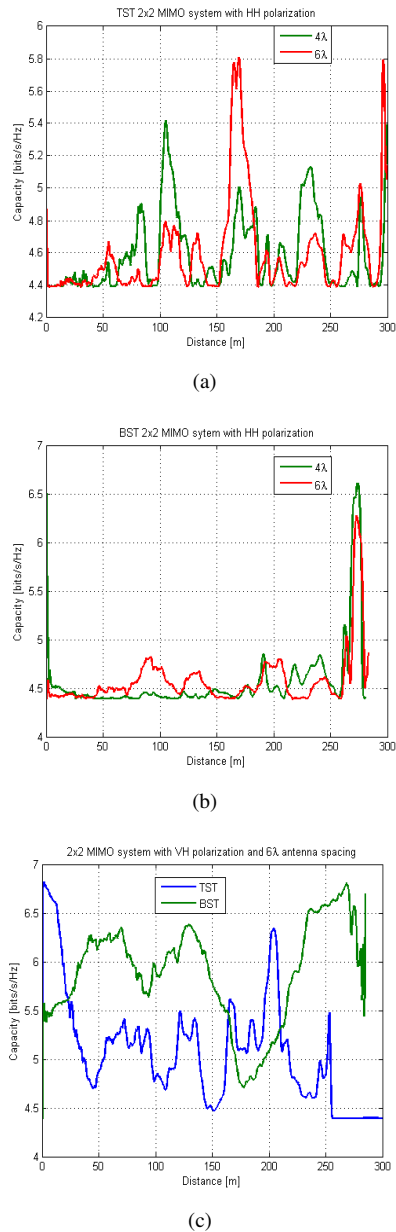 TST 2x2 MIMO system with HH polarization
Capacity [bits/s/Hz]
6
5.8
5.6
5.4
5.2
5
4.8
4.6
4.4
4.2
4λ
6λ
0 50 100 150 200 250 300
Distance [m]
(a)
BST 2x2 MIMO sytem with HH polarization
Capacity [bits/s/Hz]
7
6.5
6
5.5
5
4.5
4
4λ
6λ
0 50 100 150 200 250 300
Distance [m]
(b)
2x2 MIMO system with VH polarization and 6λ antenna spacing
Capacity [bits/s/Hz]
7
6.5
6
5.5
5
4.5
4
TST
BST
0 50 100 150 200 250 300
Distance [m]
(c)